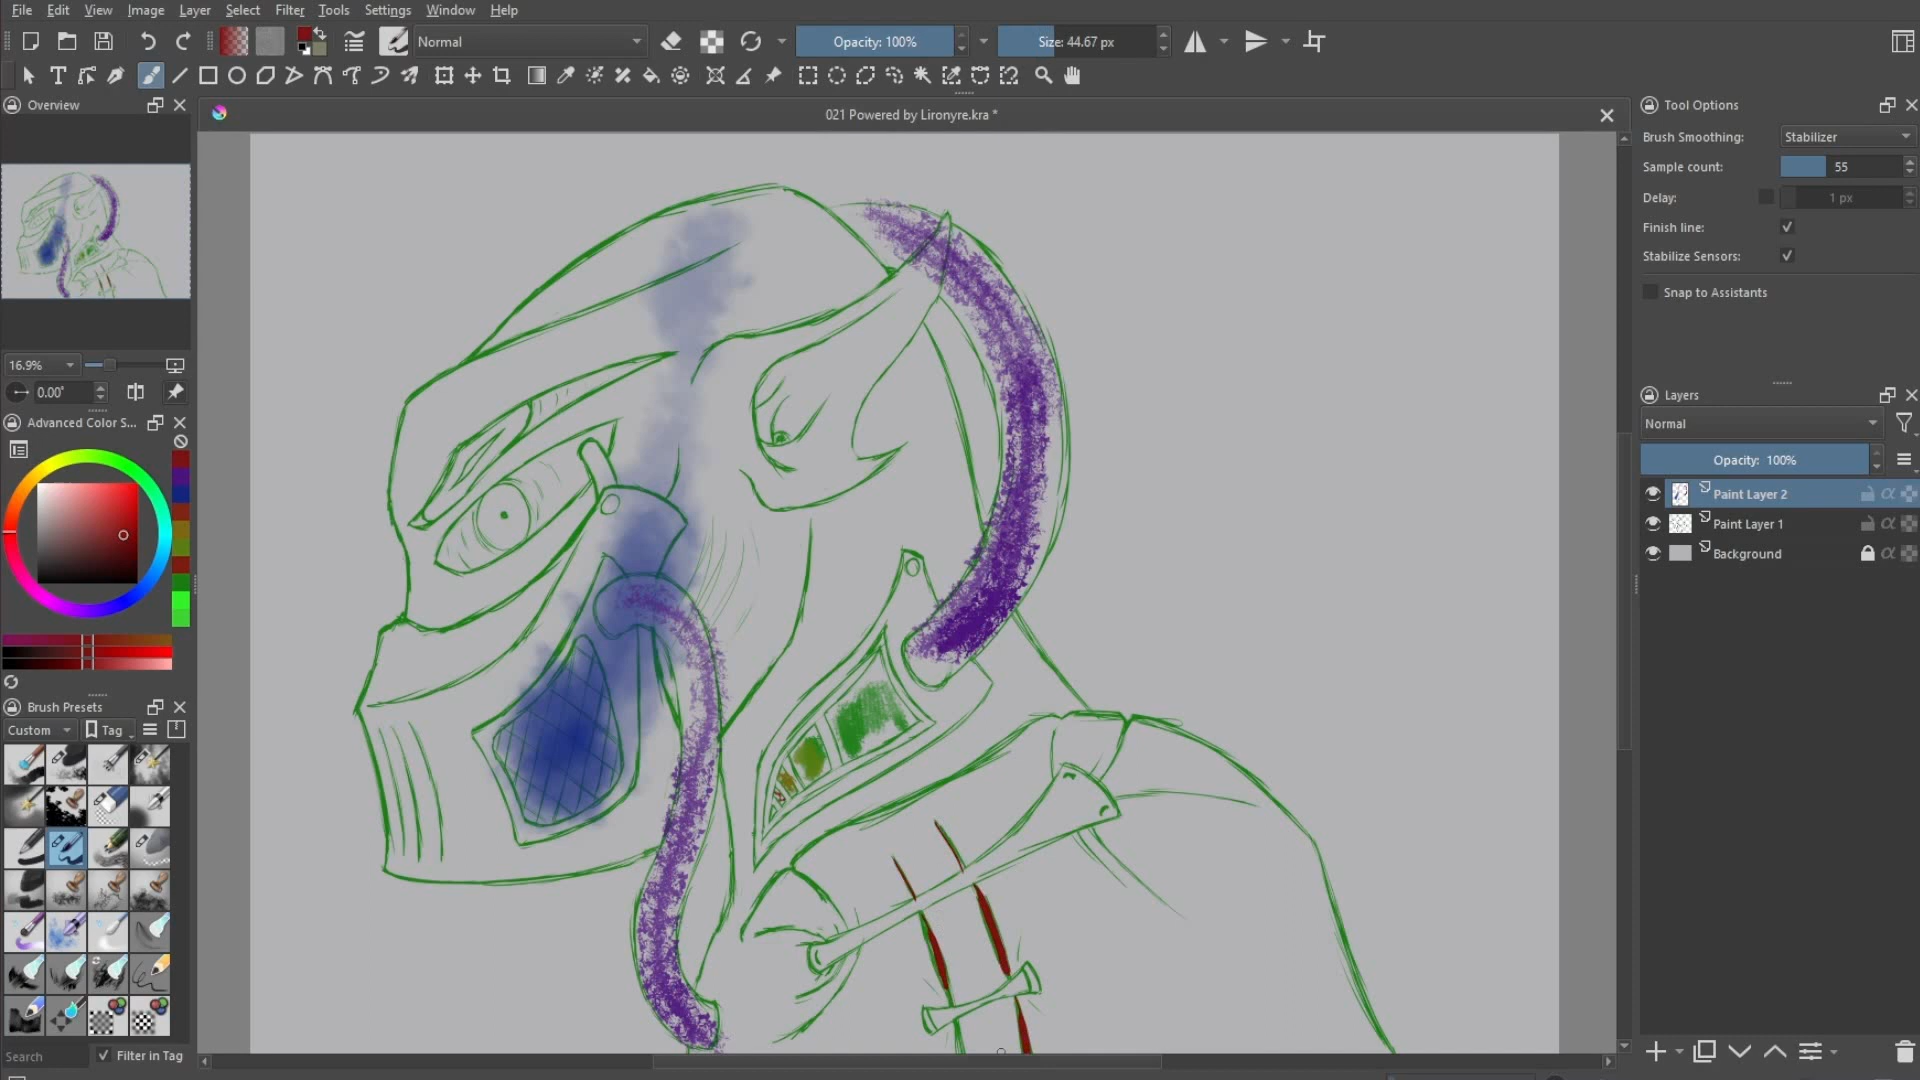 File Edit View Image Layer Select Filter Tools Settings Window Help
Normal Opacity: 100% Size: 44.67 px
Overview
021 Powered by Lironyre.kra *
Tool Options
Brush Smoothing: Stabilizer
Sample count: 55
Delay: 1 px
Finish line:
Stabilize Sensors:
Snap to Assistants
16.9%
0.00°
Advanced Color S...
Layers
Normal
Opacity: 100%
Paint Layer 2
Paint Layer 1
Background
Brush Presets
Custom Tag
Search Filter in Tag